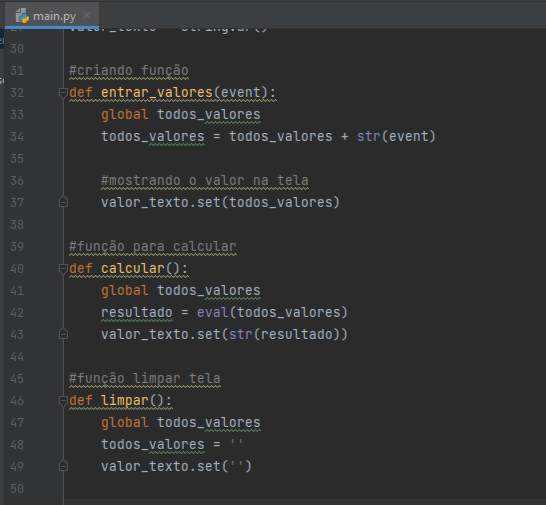 main.py
valor_texto = StringVar()
30
31 #criando função
32 def entrar_valores(event):
33 global todos_valores
34 todos_valores = todos_valores + str(event)
35
36 #mostrando o valor na tela
37 valor_texto.set(todos_valores)
38
39 #função para calcular
40 def calcular():
41 global todos_valores
42 resultado = eval(todos_valores)
43 valor_texto.set(str(resultado))
44
45 #função limpar tela
46 def limpar():
47 global todos_valores
48 todos_valores = ''
49 valor_texto.set('')
50